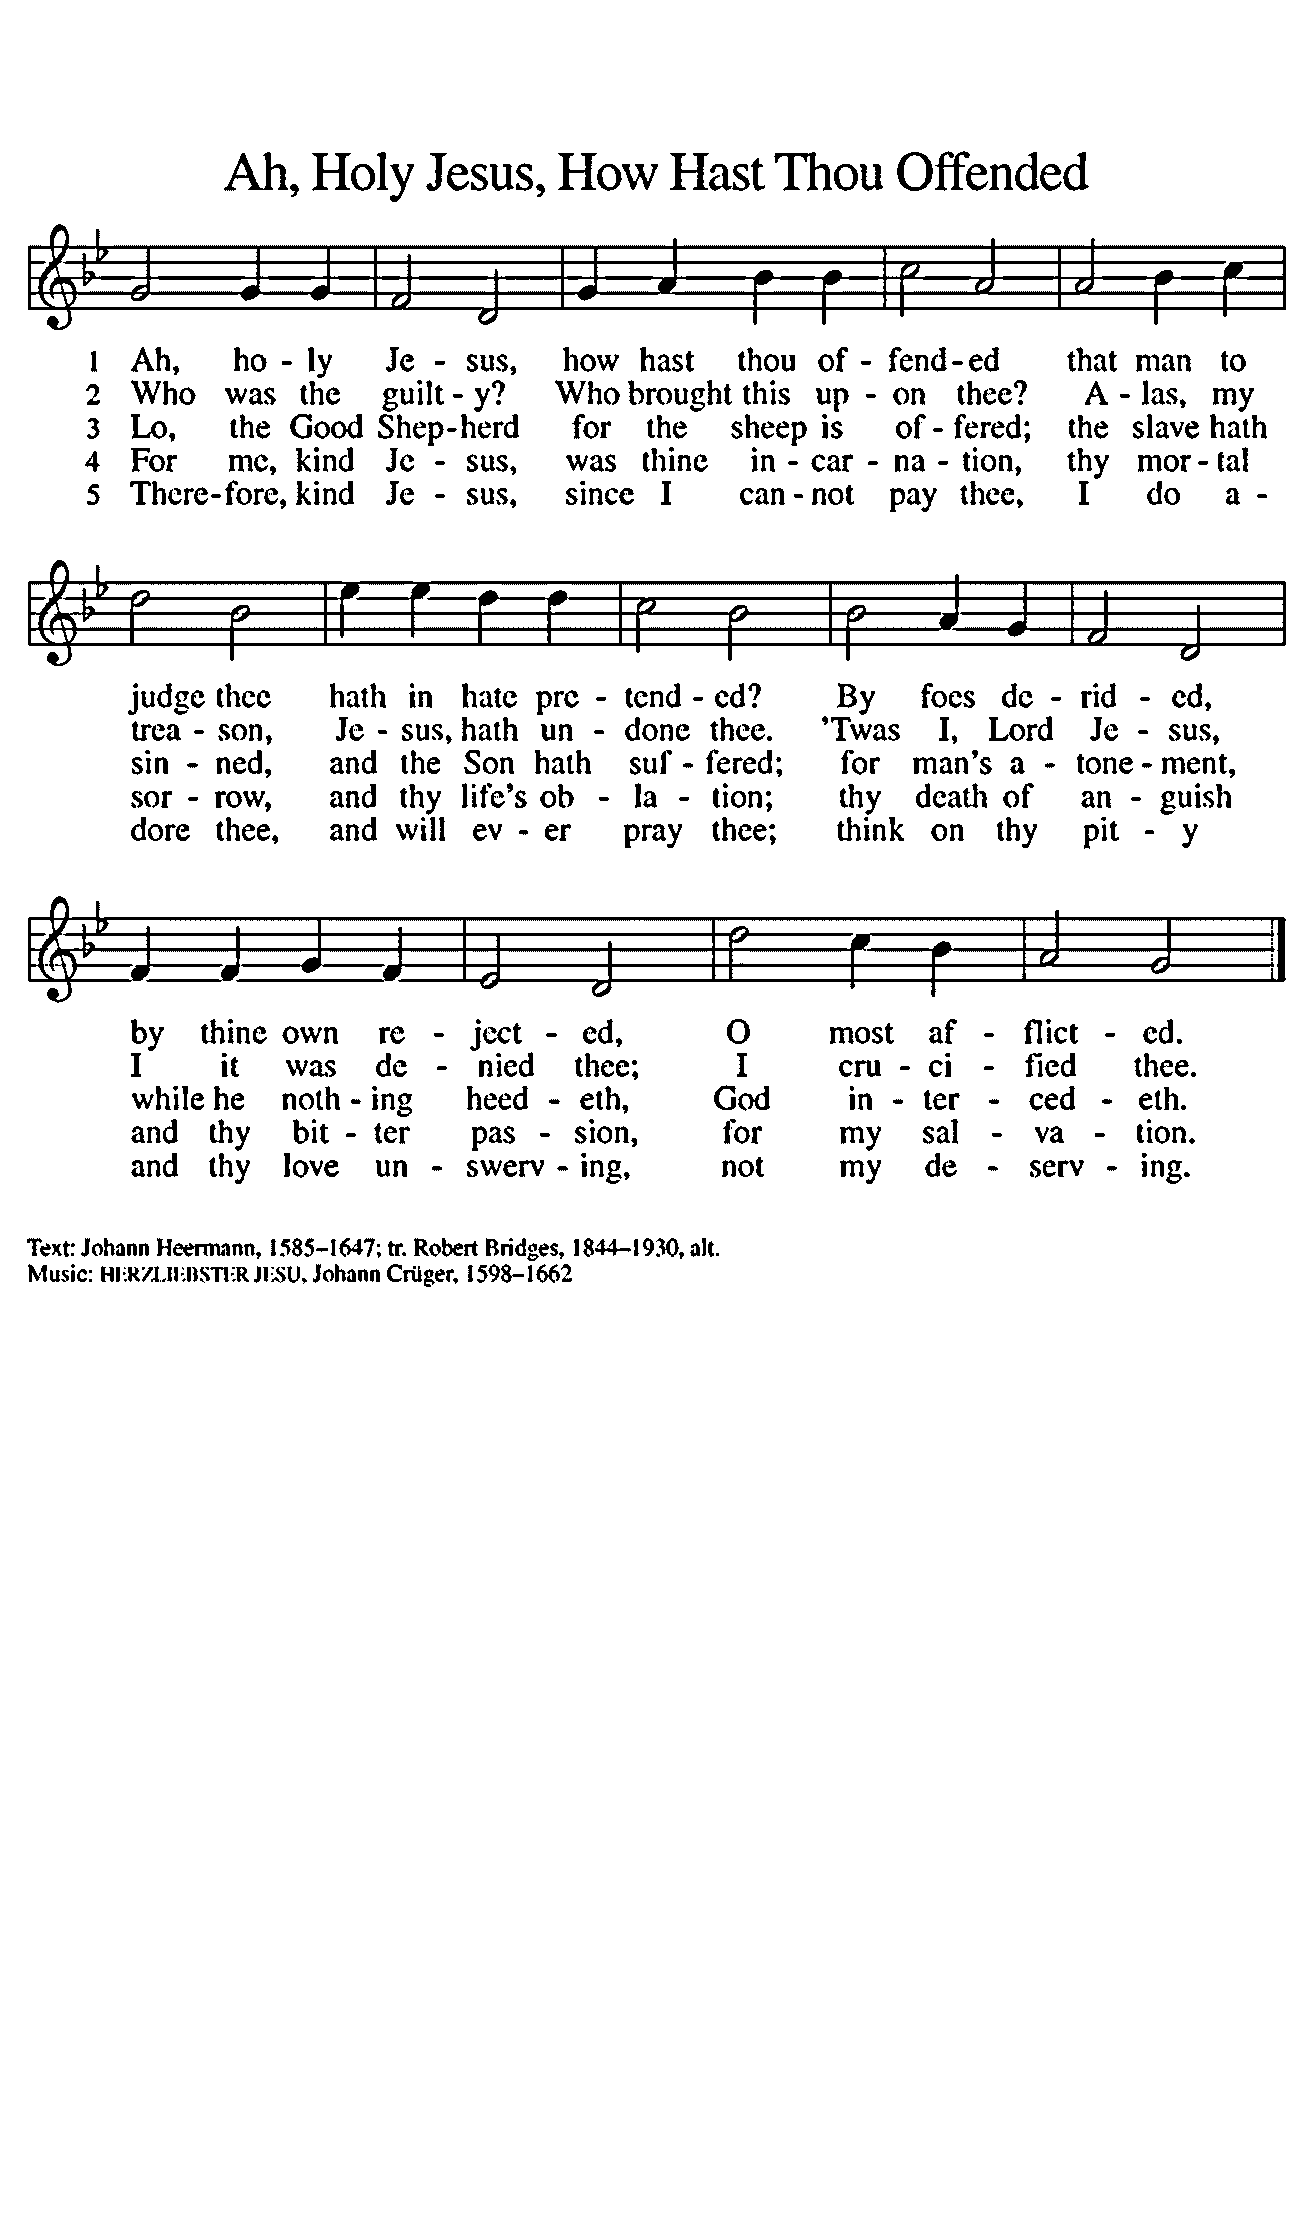 Ah, Holy Jesus, How Hast Thou Offended
1 Ah, ho - ly Je - sus, how hast thou of - fend - ed that man to
2 Who was the guilt - y? Who brought this up - on thee? A - las, my
3 Lo, the Good Shep - herd for the sheep is of - fered; the slave hath
4 For me, kind Je - sus, was thine in - car - na - tion, thy mor - tal
5 There - fore, kind Je - sus, since I can - not pay thee, I do a -
judge thee hath in hate pre - tend - ed? By foes de - rid - ed,
trea - son, Je - sus, hath un - done thee. ’Twas I, Lord Je - sus,
sin - ned, and the Son hath suf - fered; for man’s a - tone - ment,
sor - row, and thy life’s ob - la - tion; thy death of an - guish
dore thee, and will ev - er pray thee; think on thy pit - y
by thine own re - ject - ed, O most af - flict - ed.
I it was de - nied thee; I cru - ci - fied thee.
while he noth - ing heed - eth, God in - ter - ced - eth.
and thy bit - ter pas - sion, for my sal - va - tion.
and thy love un - swerv - ing, not my de - serv - ing.
Text: Johann Heermann, 1585–1647; tr. Robert Bridges, 1844–1930, alt.
Music: HERZLIEBSTER JESU, Johann Crüger, 1598–1662